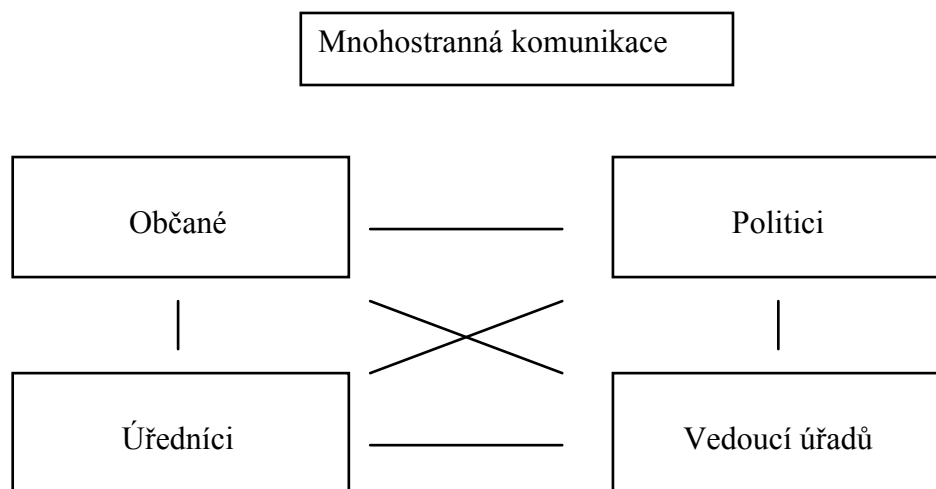 Mnohostranná komunikace
Občané
Politici
Úředníci
Vedoucí úřadů